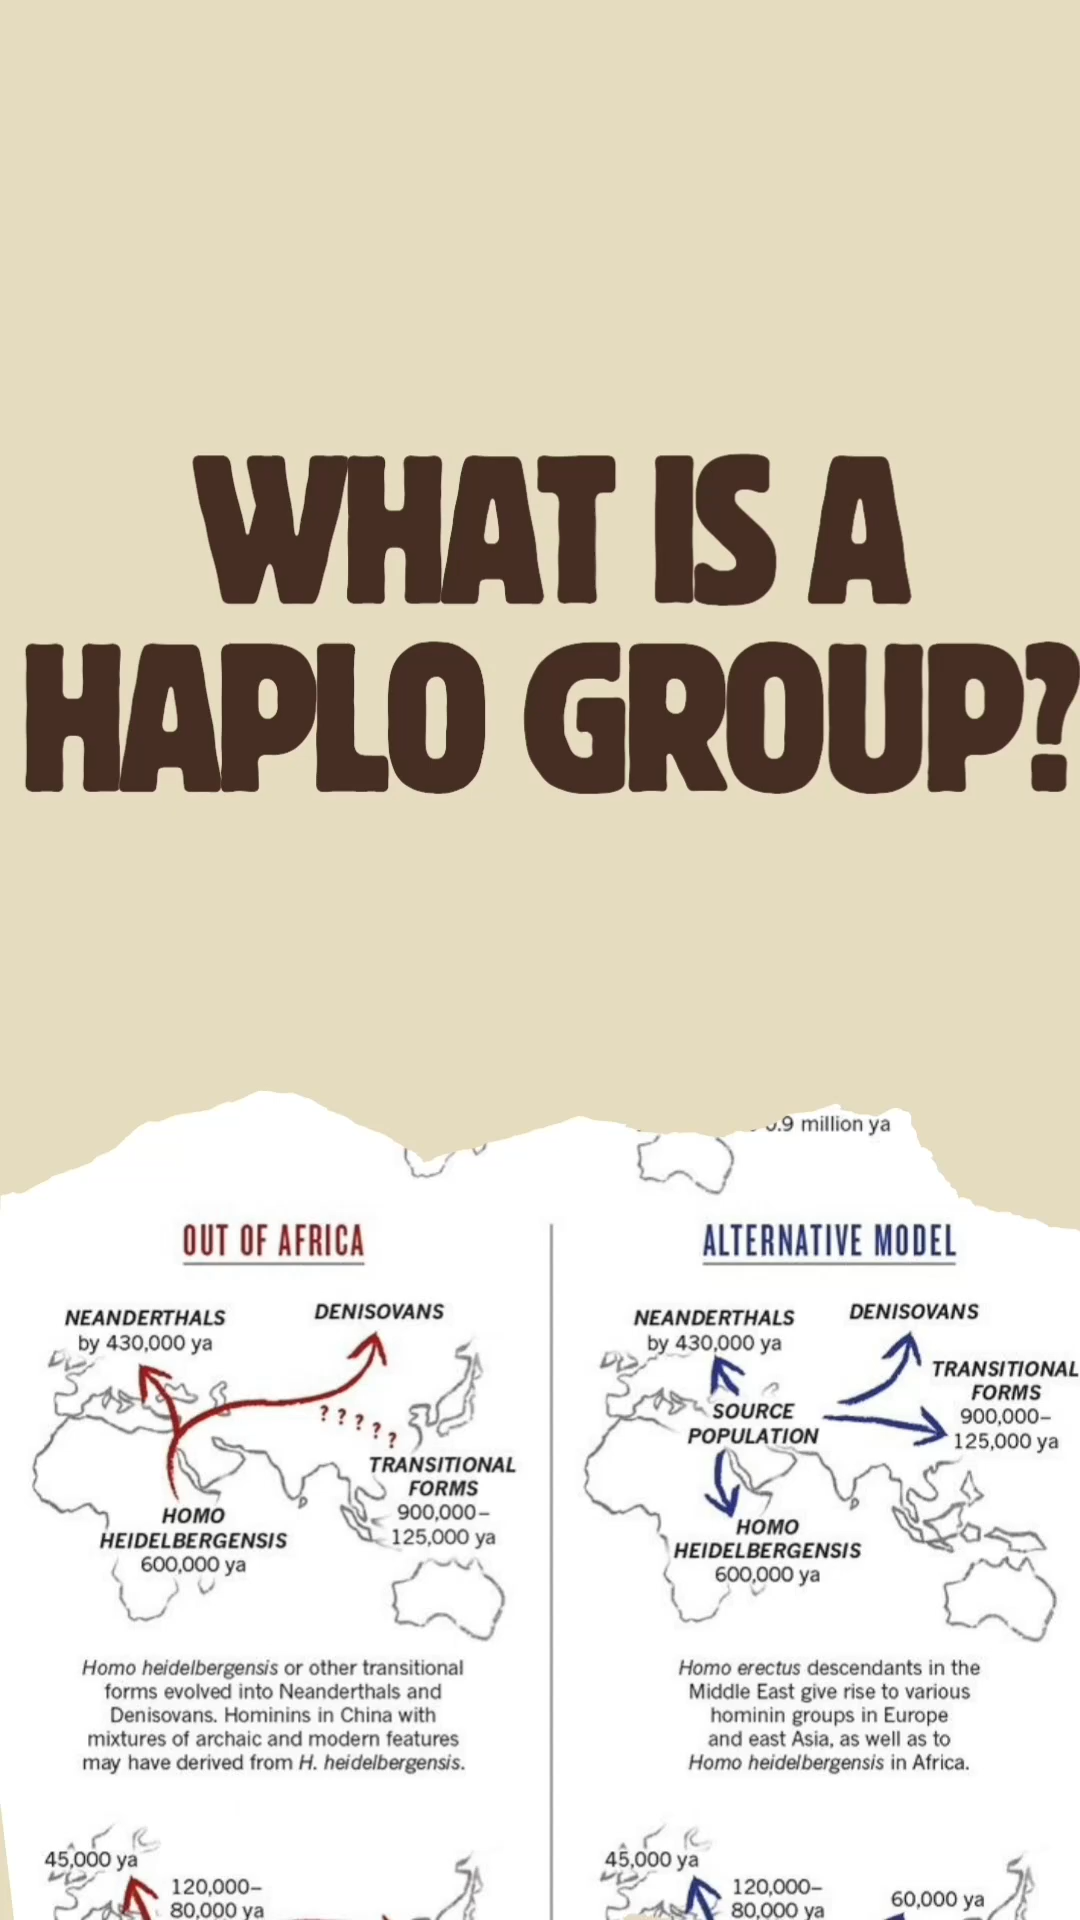 WHAT IS A
HAPLO GROUP?
0.9 million ya
OUT OF AFRICA
NEANDERTHALS
by 430,000 ya
DENISOVANS
? ? ? ? ?
TRANSITIONAL
FORMS
900,000–
125,000 ya
HOMO
HEIDELBERGENSIS
600,000 ya
Homo heidelbergensis or other transitional
forms evolved into Neanderthals and
Denisovans. Hominins in China with
mixtures of archaic and modern features
may have derived from H. heidelbergensis.
45,000 ya
120,000–
80,000 ya
ALTERNATIVE MODEL
NEANDERTHALS
by 430,000 ya
DENISOVANS
TRANSITIONAL
FORMS
900,000–
125,000 ya
SOURCE
POPULATION
HOMO
HEIDELBERGENSIS
600,000 ya
Homo erectus descendants in the
Middle East give rise to various
hominin groups in Europe
and east Asia, as well as to
Homo heidelbergensis in Africa.
45,000 ya
120,000–
80,000 ya
60,000 ya